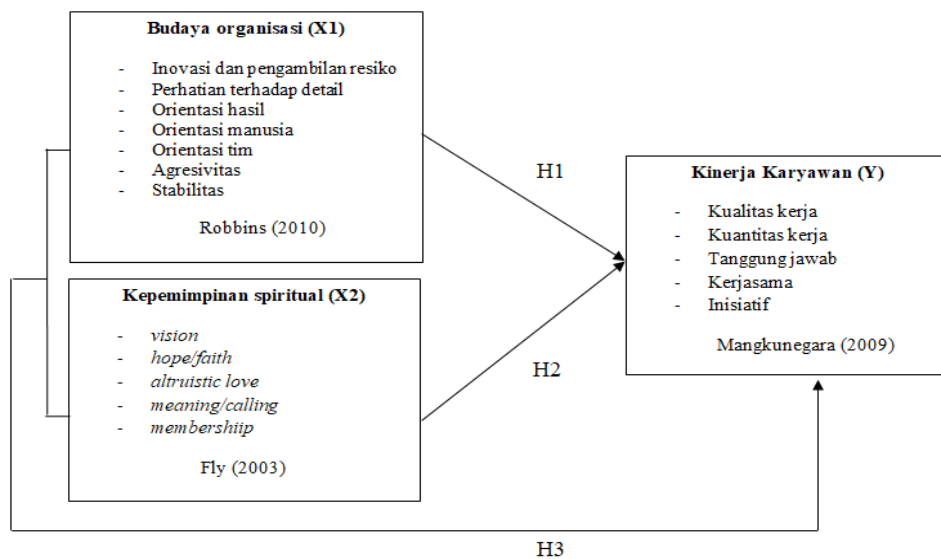 Budaya organisasi (X1)
- Inovasi dan pengambilan resiko
- Perhatian terhadap detail
- Orientasi hasil
- Orientasi manusia
- Orientasi tim
- Agresivitas
- Stabilitas
Robbins (2010)
H1
Kinerja Karyawan (Y)
- Kualitas kerja
- Kuantitas kerja
- Tanggung jawab
- Kerjasama
- Inisiatif
Mangkunegara (2009)
Kepemimpinan spiritual (X2)
- vision
- hope/faith
- altruistic love
- meaning/calling
- membershiip
Fly (2003)
H2
H3